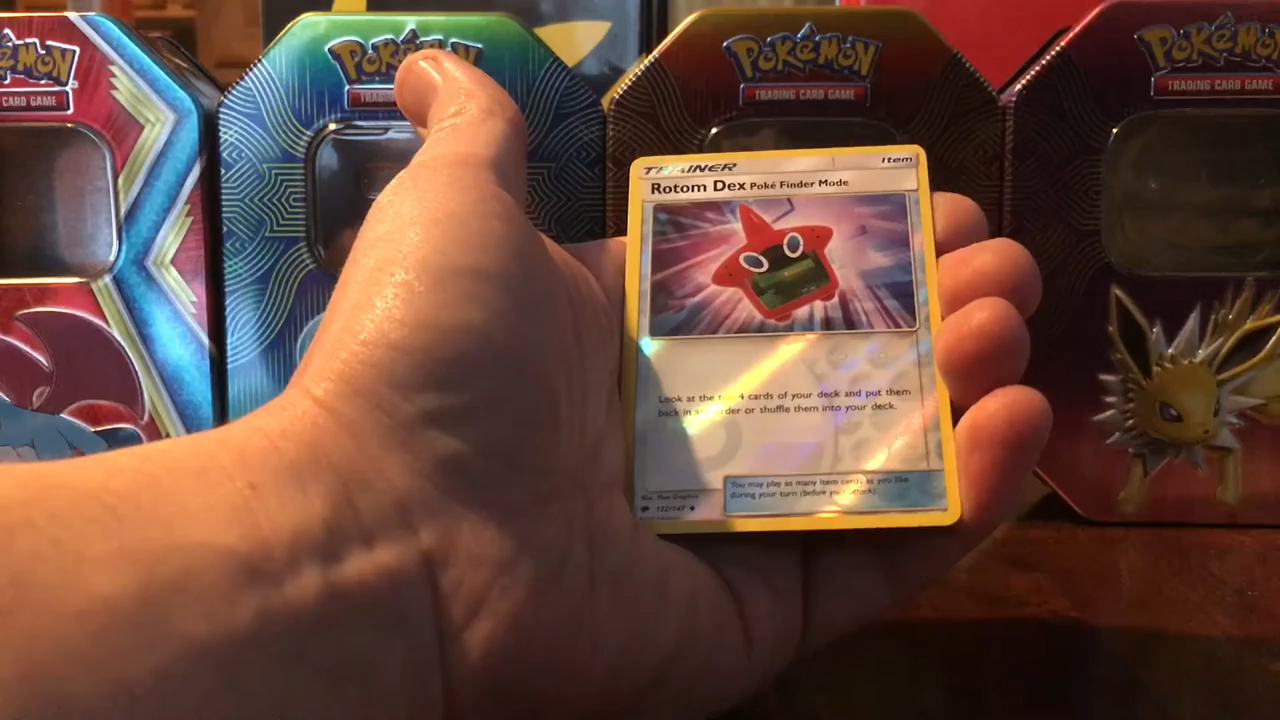 POKÉMON
TRADING CARD GAME
POKÉMON
TRADING CARD GAME
POKÉMON
TRADING CARD GAME
TRAINER
Item
Rotom Dex Poké Finder Mode
Look at the top 4 cards of your deck and put them
back in any order or shuffle them into your deck.
You may play as many Item cards as you like
during your turn (before your attack).
122/147